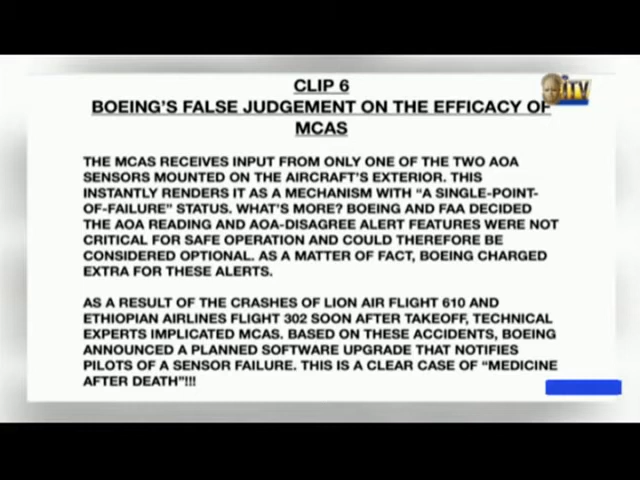 CLIP 6
BOEING'S FALSE JUDGEMENT ON THE EFFICACY OF
MCAS
ITV
THE MCAS RECEIVES INPUT FROM ONLY ONE OF THE TWO AOA
SENSORS MOUNTED ON THE AIRCRAFT'S EXTERIOR. THIS
INSTANTLY RENDERS IT AS A MECHANISM WITH “A SINGLE-POINT-
OF-FAILURE” STATUS. WHAT'S MORE? BOEING AND FAA DECIDED
THE AOA READING AND AOA-DISAGREE ALERT FEATURES WERE NOT
CRITICAL FOR SAFE OPERATION AND COULD THEREFORE BE
CONSIDERED OPTIONAL. AS A MATTER OF FACT, BOEING CHARGED
EXTRA FOR THESE ALERTS.
AS A RESULT OF THE CRASHES OF LION AIR FLIGHT 610 AND
ETHIOPIAN AIRLINES FLIGHT 302 SOON AFTER TAKEOFF, TECHNICAL
EXPERTS IMPLICATED MCAS. BASED ON THESE ACCIDENTS, BOEING
ANNOUNCED A PLANNED SOFTWARE UPGRADE THAT NOTIFIES
PILOTS OF A SENSOR FAILURE. THIS IS A CLEAR CASE OF “MEDICINE
AFTER DEATH”!!!